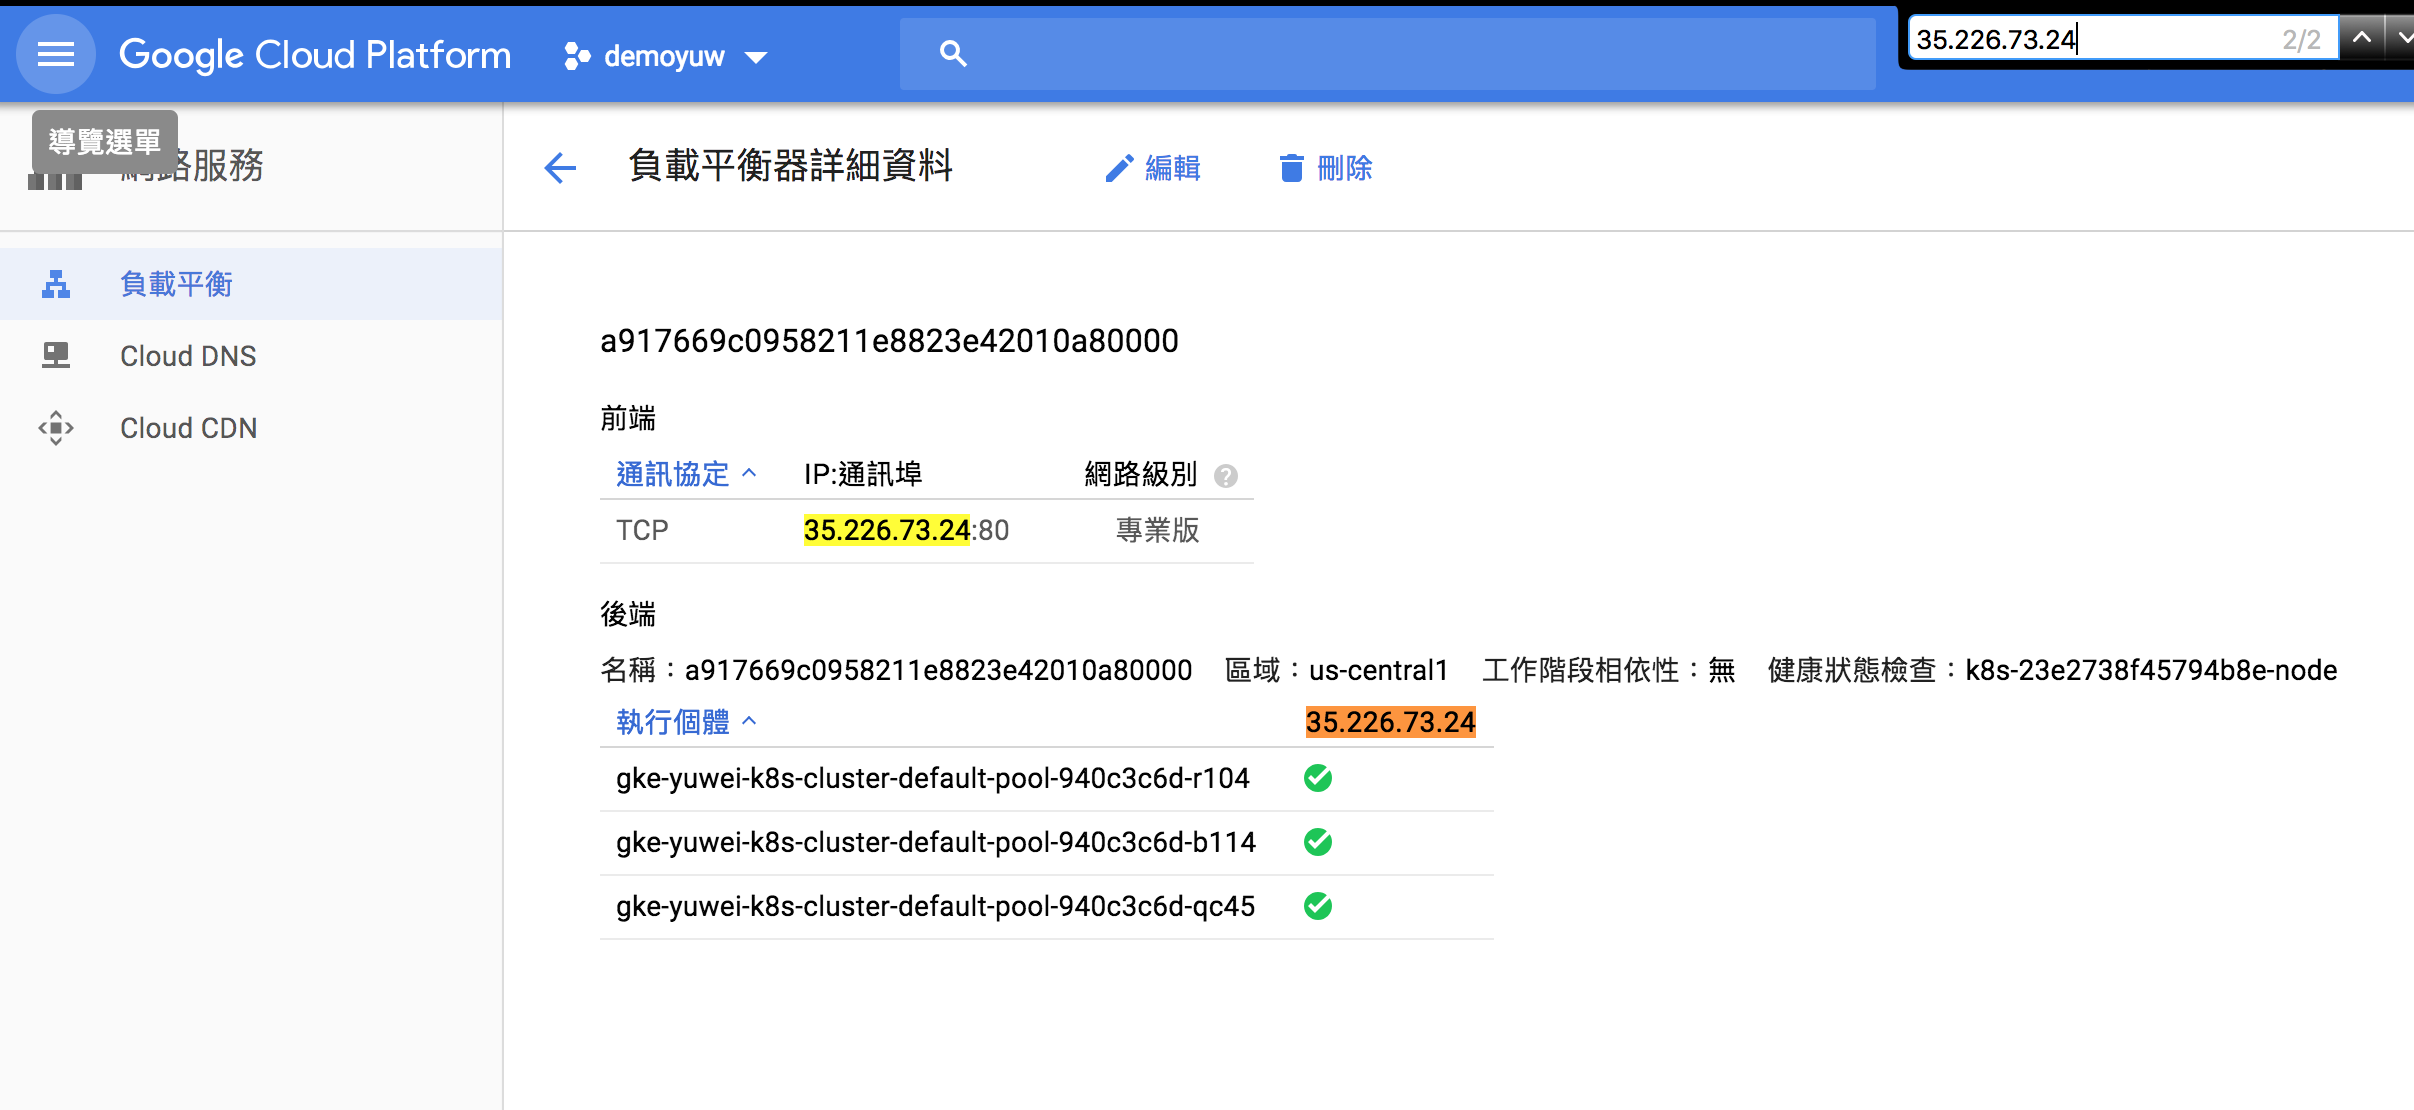 Google Cloud Platform
demoyuw
35.226.73.24
2/2
導覽選單
網路服務
負載平衡器詳細資料
編輯
刪除
負載平衡
Cloud DNS
Cloud CDN
a917669c0958211e8823e42010a80000
前端
通訊協定 IP:通訊埠 網路級別 ?
TCP 35.226.73.24:80 專業版
後端
名稱：a917669c0958211e8823e42010a80000 區域：us-central1 工作階段相依性：無 健康狀態檢查：k8s-23e2738f45794b8e-node
執行個體 35.226.73.24
gke-yuwei-k8s-cluster-default-pool-940c3c6d-r104
gke-yuwei-k8s-cluster-default-pool-940c3c6d-b114
gke-yuwei-k8s-cluster-default-pool-940c3c6d-qc45